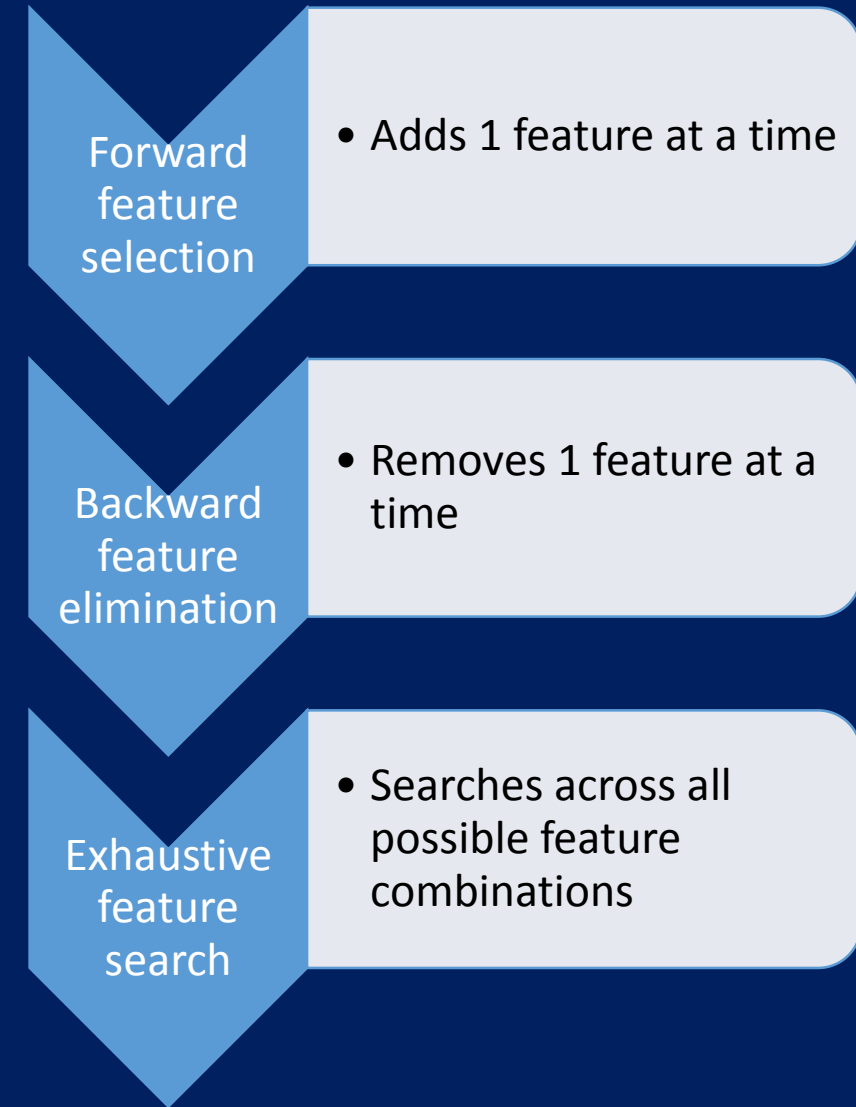 Forward
feature
selection
• Adds 1 feature at a time
Backward
feature
elimination
• Removes 1 feature at a
time
Exhaustive
feature
search
• Searches across all
possible feature
combinations